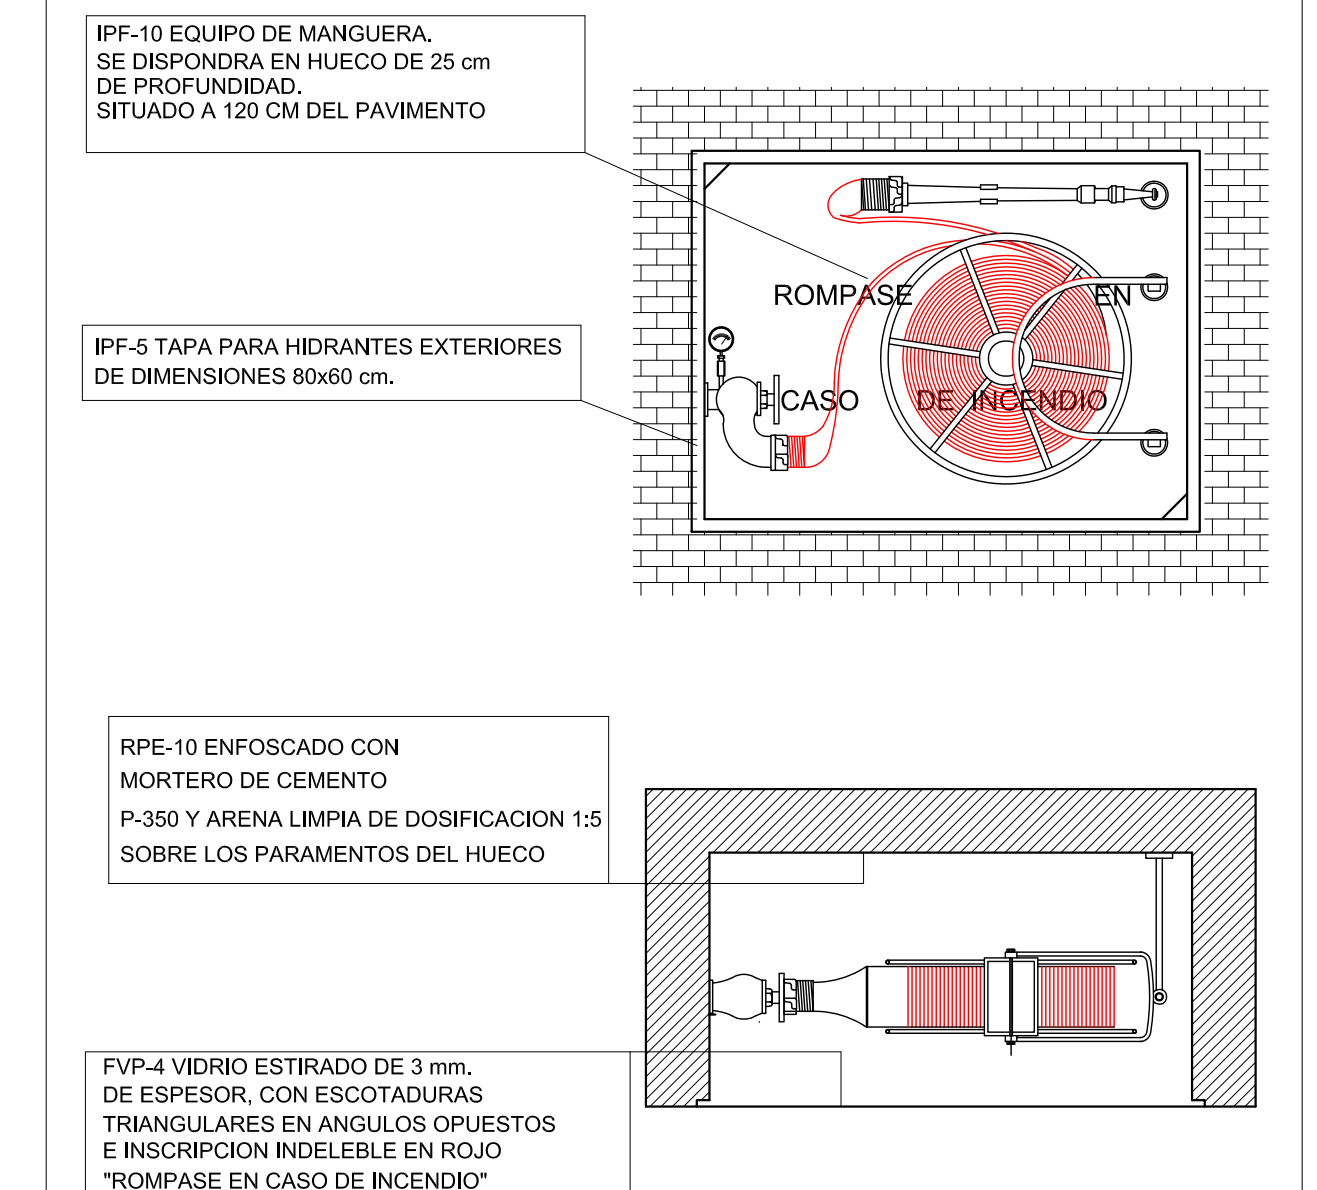 IPF-10 EQUIPO DE MANGUERA.
SE DISPONDRA EN HUECO DE 25 cm
DE PROFUNDIDAD.
SITUADO A 120 CM DEL PAVIMENTO
ROMPASE EN
CASO DE INCENDIO
IPF-5 TAPA PARA HIDRANTES EXTERIORES
DE DIMENSIONES 80x60 cm.
RPE-10 ENFOSCADO CON
MORTERO DE CEMENTO
P-350 Y ARENA LIMPIA DE DOSIFICACION 1:5
SOBRE LOS PARAMENTOS DEL HUECO
FVP-4 VIDRIO ESTIRADO DE 3 mm.
DE ESPESOR, CON ESCOTADURAS
TRIANGULARES EN ANGULOS OPUESTOS
E INSCRIPCION INDELEBLE EN ROJO
"ROMPASE EN CASO DE INCENDIO"